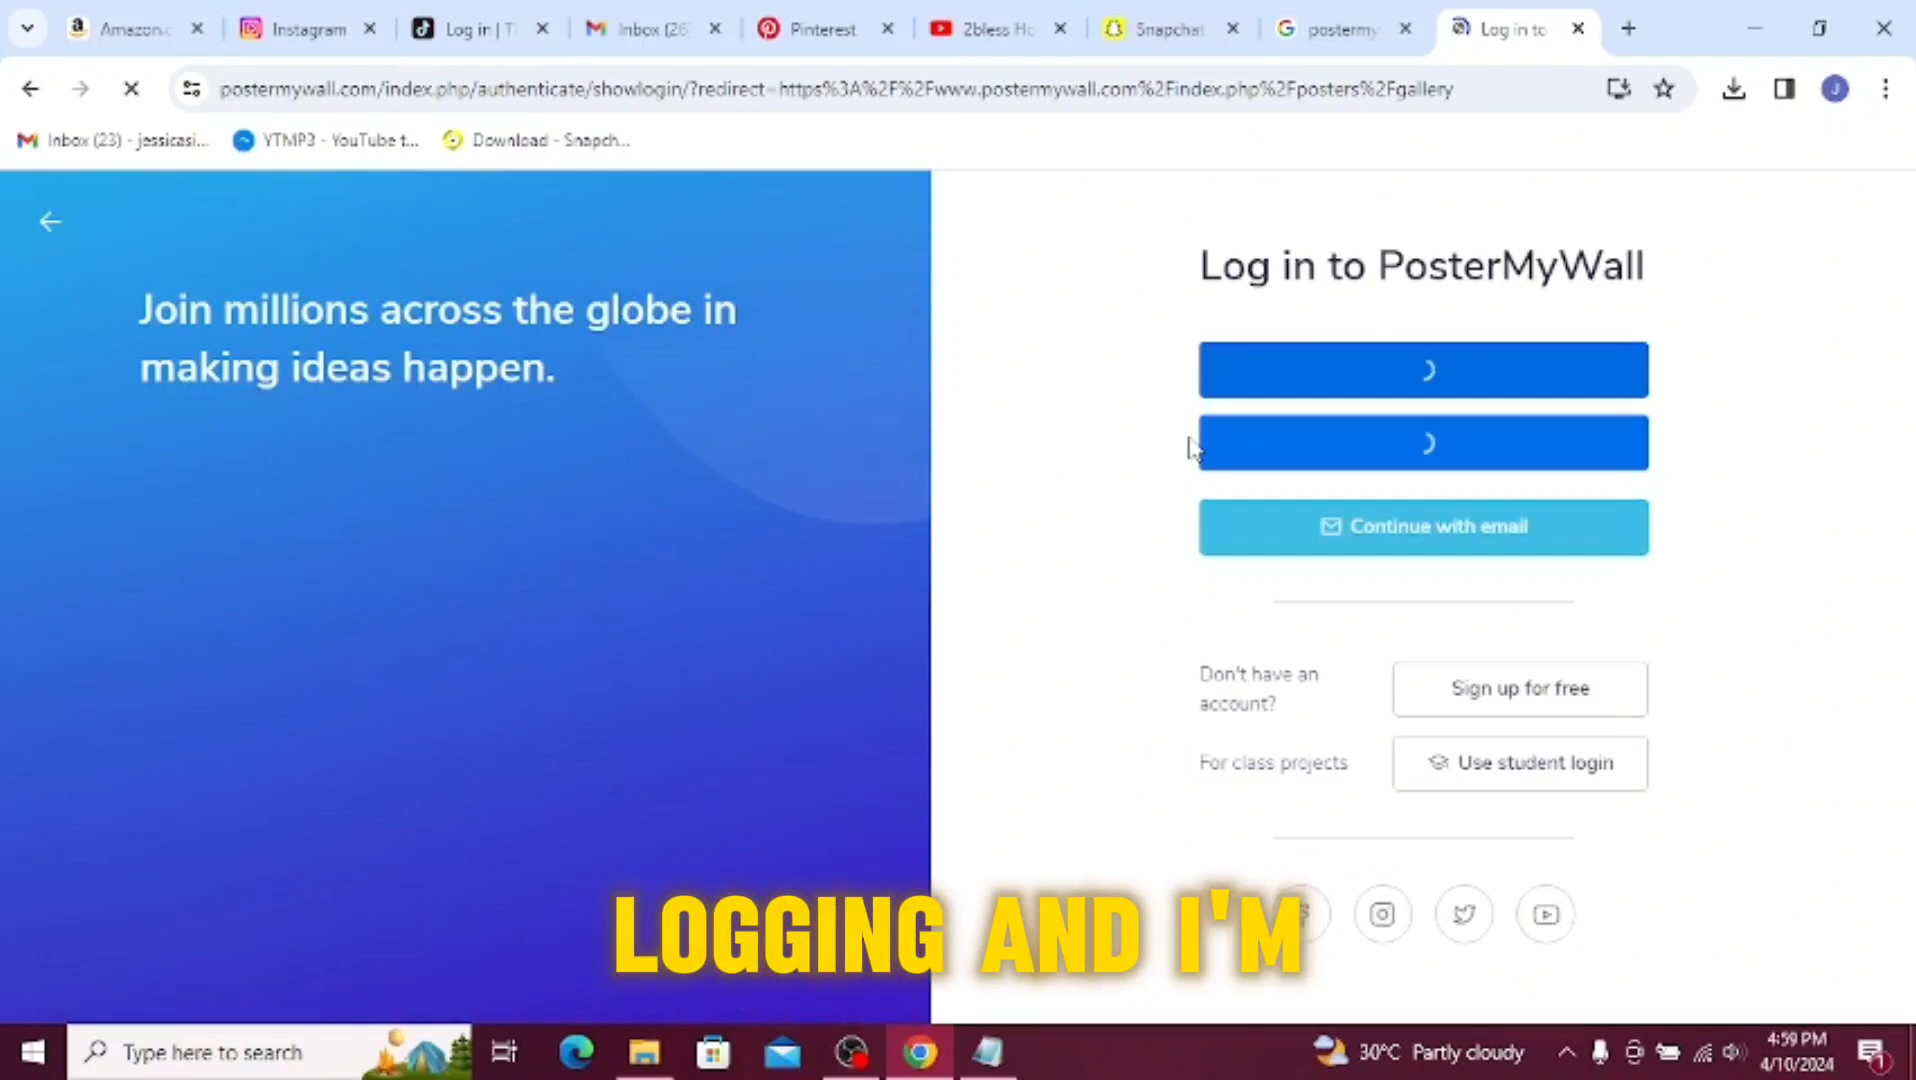 Amazon.c
Instagram
Log in | T
Inbox (26
Pinterest
2bless Ho
Snapchat
postermy
Log in to
postermywall.com/index.php/authenticate/showlogin/?redirect=https%3A%2F%2Fwww.postermywall.com%2Findex.php%2Fposters%2Fgallery
J
Inbox (23) - jessicasi...
YTMP3 - YouTube t...
Download - Snapch...
Join millions across the globe in
making ideas happen.
Log in to PosterMyWall
Continue with email
Don't have an
account?
Sign up for free
For class projects
Use student login
LOGGING AND I'M
Type here to search
30°C Partly cloudy
4:59 PM
4/10/2024
1